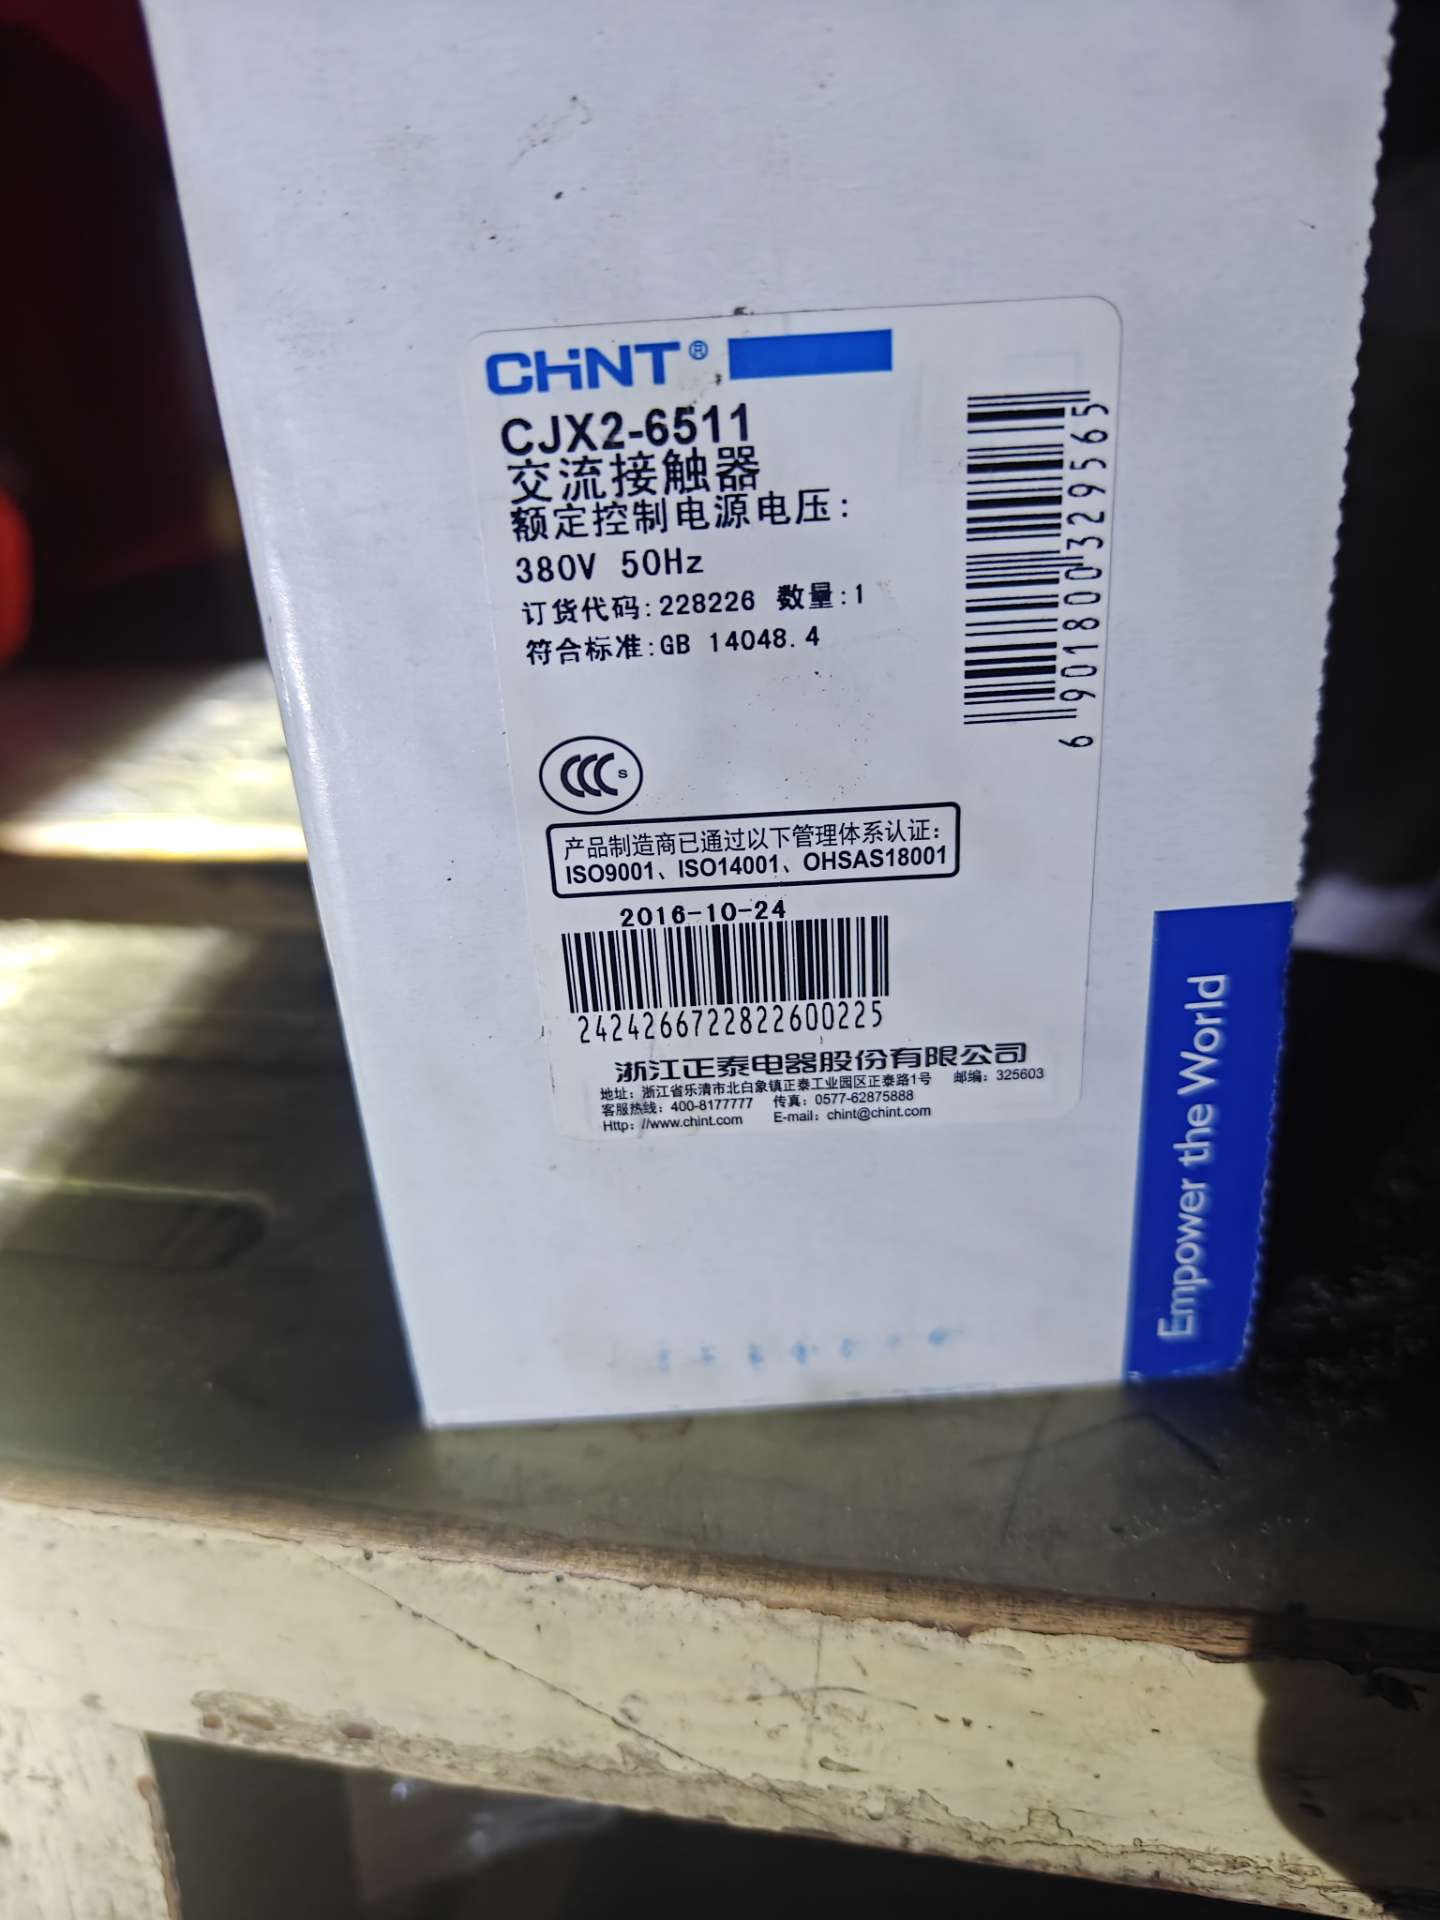 CHINT®
CJX2-6511
交流接触器
额定控制电源电压:
380V 50Hz
订货代码:228226 数量:1
符合标准:GB 14048.4
6901800329565
CCC S
产品制造商已通过以下管理体系认证:
ISO9001、ISO14001、OHSAS18001
2016-10-24
2424266722822600225
浙江正泰电器股份有限公司
地址: 浙江省乐清市北白象镇正泰工业园区正泰路1号 邮编: 325603
客服热线: 400-8177777 传真: 0577-62875888
Http: //www.chint.com E-mail: chint@chint.com
Empower the World